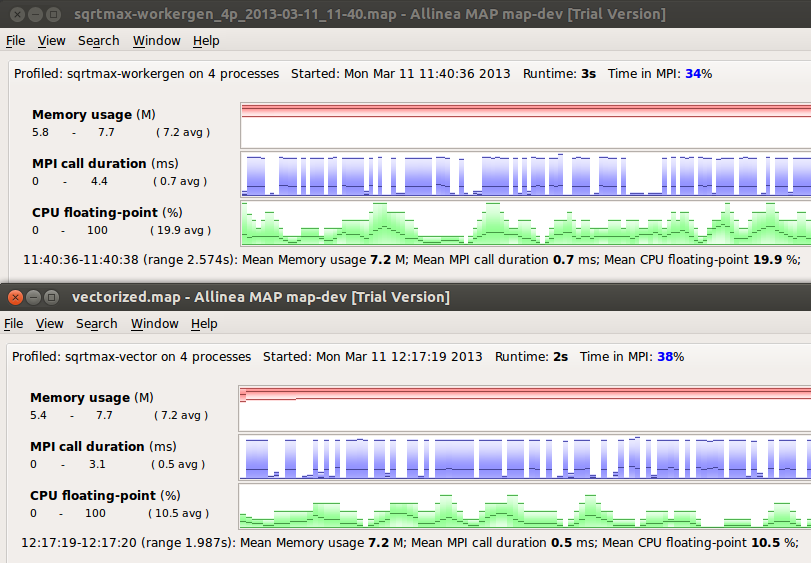 sqrtmax-workergen_4p_2013-03-11_11-40.map - Allinea MAP map-dev [Trial Version]
File View Search Window Help
Profiled: sqrtmax-workergen on 4 processes Started: Mon Mar 11 11:40:36 2013 Runtime: 3s Time in MPI: 34%
Memory usage (M)
5.8 - 7.7 ( 7.2 avg )
MPI call duration (ms)
0 - 4.4 ( 0.7 avg )
CPU floating-point (%)
0 - 100 ( 19.9 avg )
11:40:36-11:40:38 (range 2.574s): Mean Memory usage 7.2 M; Mean MPI call duration 0.7 ms; Mean CPU floating-point 19.9 %;
vectorized.map - Allinea MAP map-dev [Trial Version]
File View Search Window Help
Profiled: sqrtmax-vector on 4 processes Started: Mon Mar 11 12:17:19 2013 Runtime: 2s Time in MPI: 38%
Memory usage (M)
5.4 - 7.7 ( 7.2 avg )
MPI call duration (ms)
0 - 3.1 ( 0.5 avg )
CPU floating-point (%)
0 - 100 ( 10.5 avg )
12:17:19-12:17:20 (range 1.987s): Mean Memory usage 7.2 M; Mean MPI call duration 0.5 ms; Mean CPU floating-point 10.5 %;